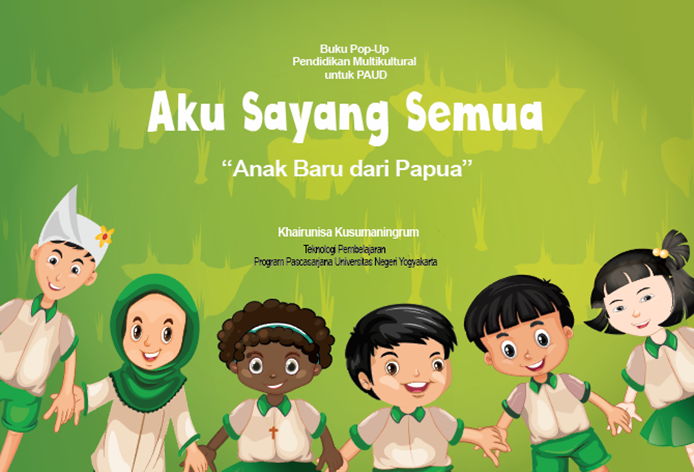 Buku Pop-Up
Pendidikan Multikultural
untuk PAUD
Aku Sayang Semua
“Anak Baru dari Papua”
Khairunisa Kusumaningrum
Teknologi Pembelajaran
Program Pascasarjana Universitas Negeri Yogyakarta